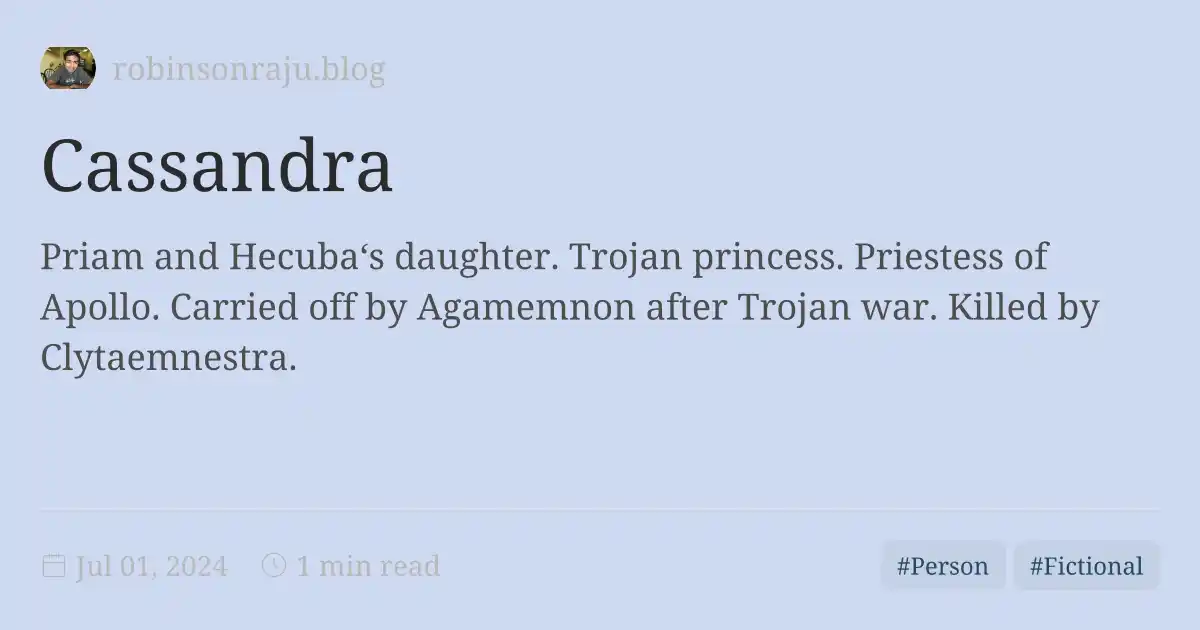 robinsonraju.blog
Cassandra
Priam and Hecuba‘s daughter. Trojan princess. Priestess of
Apollo. Carried off by Agamemnon after Trojan war. Killed by
Clytaemnestra.
Jul 01, 2024 1 min read #Person #Fictional